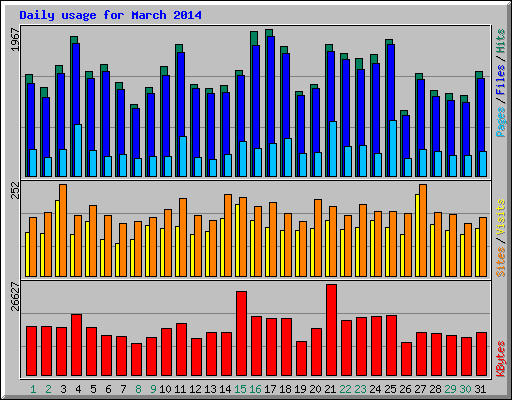 Daily usage for March 2014
1967
Pages / Files / Hits
252
Sites / Visits
26627
KBytes
1 2 3 4 5 6 7 8 9 10 11 12 13 14 15 16 17 18 19 20 21 22 23 24 25 26 27 28 29 30 31